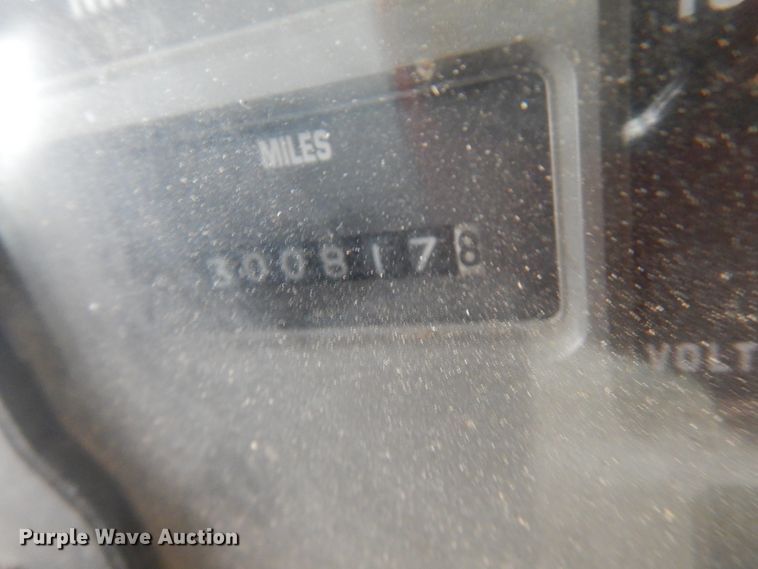 MILES
3008178
VOLT
Purple Wave Auction